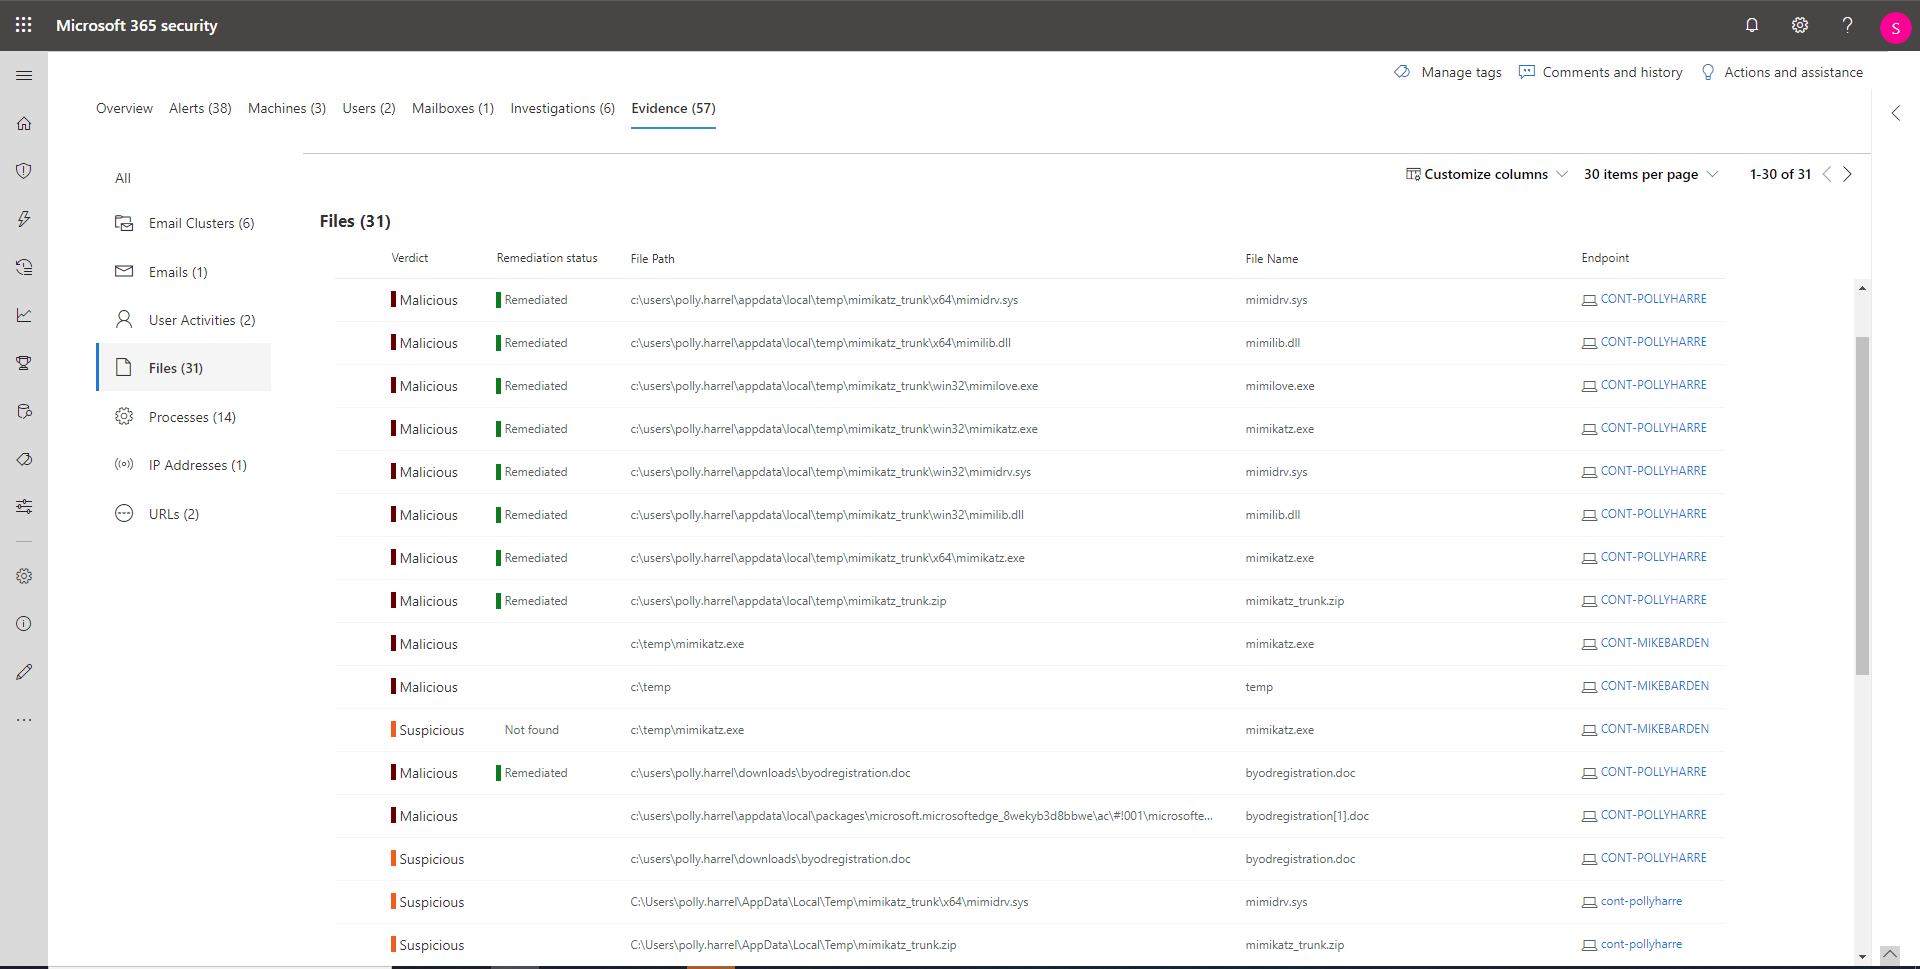 Microsoft 365 security
S
Manage tags Comments and history Actions and assistance
Overview Alerts (38) Machines (3) Users (2) Mailboxes (1) Investigations (6) Evidence (57)
Customize columns 30 items per page 1-30 of 31
All
Email Clusters (6)
Emails (1)
User Activities (2)
Files (31)
Processes (14)
IP Addresses (1)
URLs (2)
Files (31)
Verdict Remediation status File Path File Name Endpoint
Malicious Remediated c:\users\polly.harrel\appdata\local\temp\mimikatz_trunk\x64\mimidrv.sys mimidrv.sys CONT-POLLYHARRE
Malicious Remediated c:\users\polly.harrel\appdata\local\temp\mimikatz_trunk\x64\mimilib.dll mimilib.dll CONT-POLLYHARRE
Malicious Remediated c:\users\polly.harrel\appdata\local\temp\mimikatz_trunk\win32\mimilove.exe mimilove.exe CONT-POLLYHARRE
Malicious Remediated c:\users\polly.harrel\appdata\local\temp\mimikatz_trunk\win32\mimikatz.exe mimikatz.exe CONT-POLLYHARRE
Malicious Remediated c:\users\polly.harrel\appdata\local\temp\mimikatz_trunk\win32\mimidrv.sys mimidrv.sys CONT-POLLYHARRE
Malicious Remediated c:\users\polly.harrel\appdata\local\temp\mimikatz_trunk\win32\mimilib.dll mimilib.dll CONT-POLLYHARRE
Malicious Remediated c:\users\polly.harrel\appdata\local\temp\mimikatz_trunk\x64\mimikatz.exe mimikatz.exe CONT-POLLYHARRE
Malicious Remediated c:\users\polly.harrel\appdata\local\temp\mimikatz_trunk.zip mimikatz_trunk.zip CONT-POLLYHARRE
Malicious c:\temp\mimikatz.exe mimikatz.exe CONT-MIKEBARDEN
Malicious c:\temp temp CONT-MIKEBARDEN
Suspicious Not found c:\temp\mimikatz.exe mimikatz.exe CONT-MIKEBARDEN
Malicious Remediated c:\users\polly.harrel\downloads\byodregistration.doc byodregistration.doc CONT-POLLYHARRE
Malicious c:\users\polly.harrel\appdata\local\packages\microsoft.microsoftedge_8wekyb3d8bbwe\ac\#!001\microsofte... byodregistration[1].doc CONT-POLLYHARRE
Suspicious c:\users\polly.harrel\downloads\byodregistration.doc byodregistration.doc CONT-POLLYHARRE
Suspicious C:\Users\polly.harrel\AppData\Local\Temp\mimikatz_trunk\x64\mimidrv.sys mimidrv.sys cont-pollyharre
Suspicious C:\Users\polly.harrel\AppData\Local\Temp\mimikatz_trunk.zip mimikatz_trunk.zip cont-pollyharre